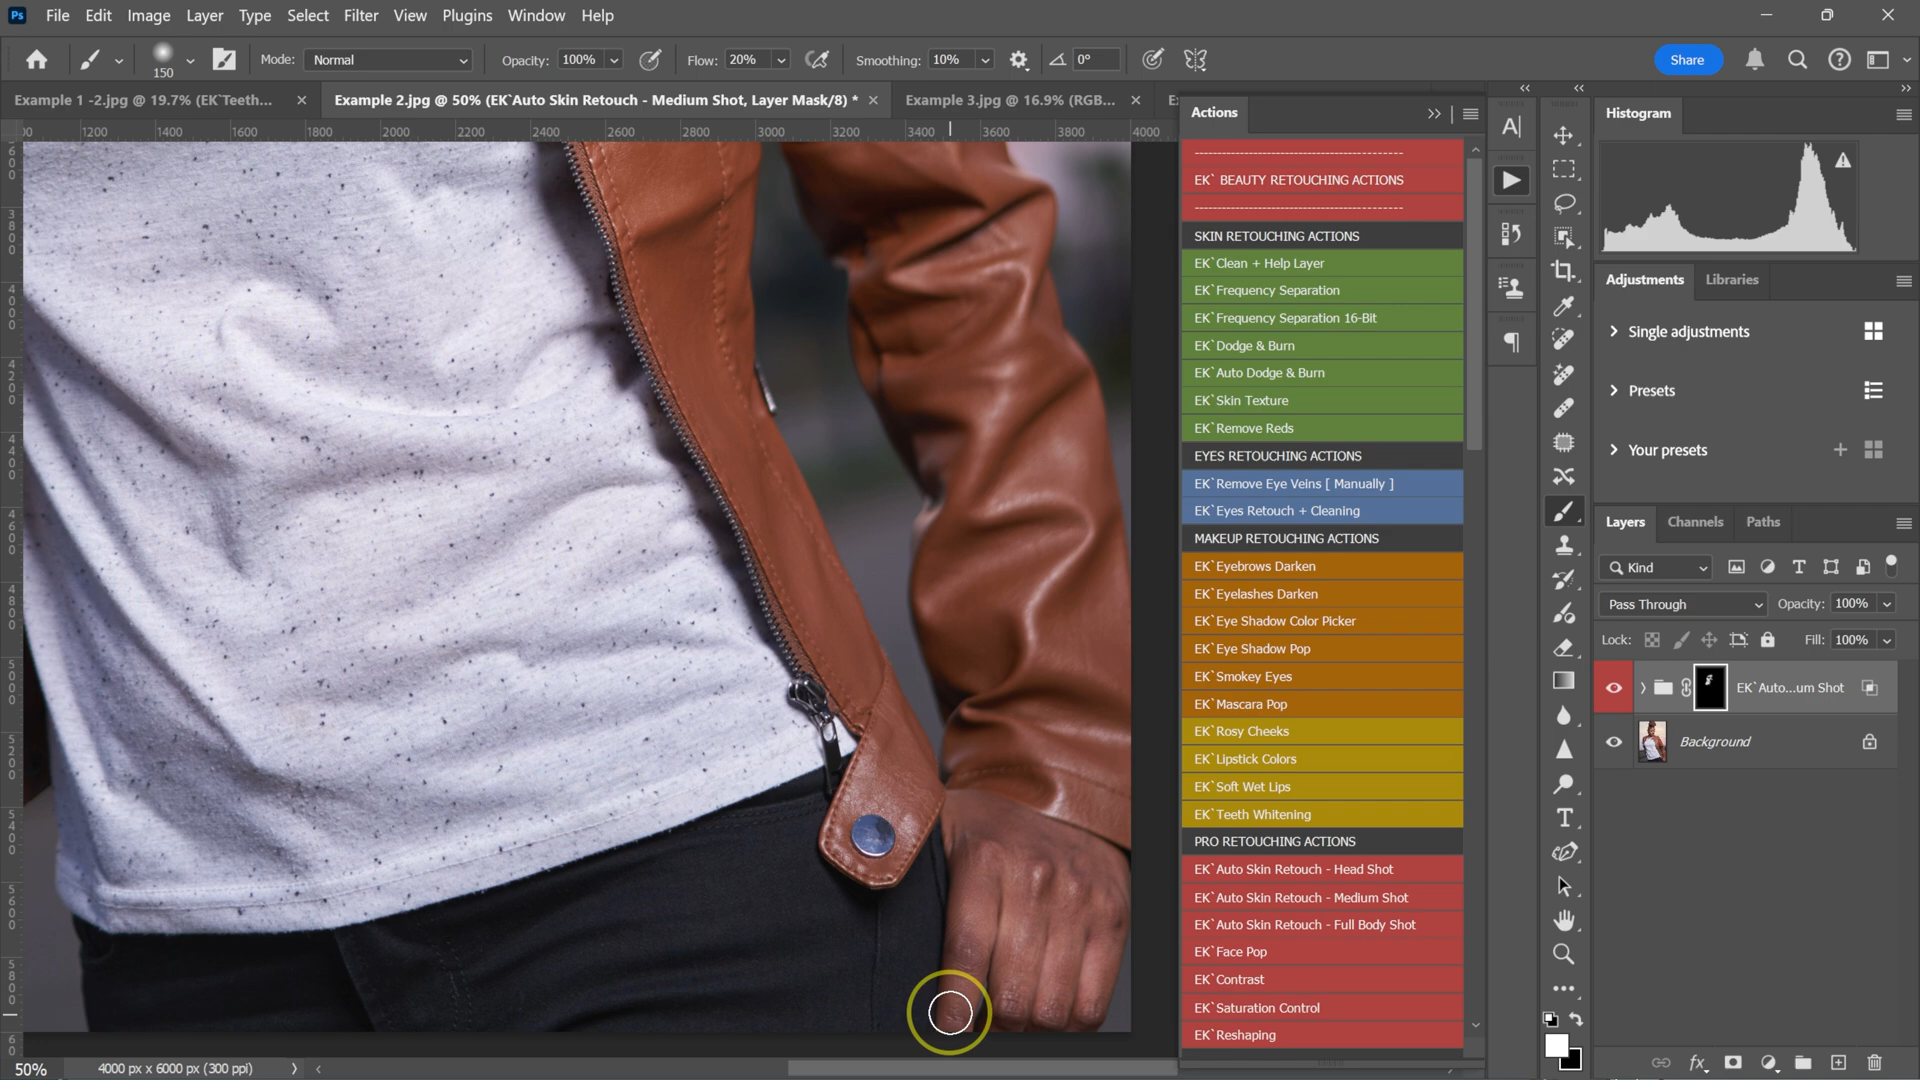 Ps File Edit Image Layer Type Select Filter View Plugins Window Help
150 Mode: Normal Opacity: 100% Flow: 20% Smoothing: 10% 0° Share
Example 1 -2.jpg @ 19.7% (EK`Teeth... × Example 2.jpg @ 50% (EK`Auto Skin Retouch - Medium Shot, Layer Mask/8) * × Example 3.jpg @ 16.9% (RGB... × E
00 1200 1400 1600 1800 2000 2200 2400 2600 2800 3000 3200 3400 3600 3800 4000
Actions
--------------------------------------------
EK` BEAUTY RETOUCHING ACTIONS
--------------------------------------------
SKIN RETOUCHING ACTIONS
EK`Clean + Help Layer
EK`Frequency Separation
EK`Frequency Separation 16-Bit
EK`Dodge & Burn
EK`Auto Dodge & Burn
EK`Skin Texture
EK`Remove Reds
EYES RETOUCHING ACTIONS
EK`Remove Eye Veins [ Manually ]
EK`Eyes Retouch + Cleaning
MAKEUP RETOUCHING ACTIONS
EK`Eyebrows Darken
EK`Eyelashes Darken
EK`Eye Shadow Color Picker
EK`Eye Shadow Pop
EK`Smokey Eyes
EK`Mascara Pop
EK`Rosy Cheeks
EK`Lipstick Colors
EK`Soft Wet Lips
EK`Teeth Whitening
PRO RETOUCHING ACTIONS
EK`Auto Skin Retouch - Head Shot
EK`Auto Skin Retouch - Medium Shot
EK`Auto Skin Retouch - Full Body Shot
EK`Face Pop
EK`Contrast
EK`Saturation Control
EK`Reshaping
Histogram
Adjustments Libraries
Single adjustments
Presets
Your presets
Layers Channels Paths
Kind
Pass Through Opacity: 100%
Lock: Fill: 100%
EK`Auto...um Shot
Background
50% 4000 px x 6000 px (300 ppi)